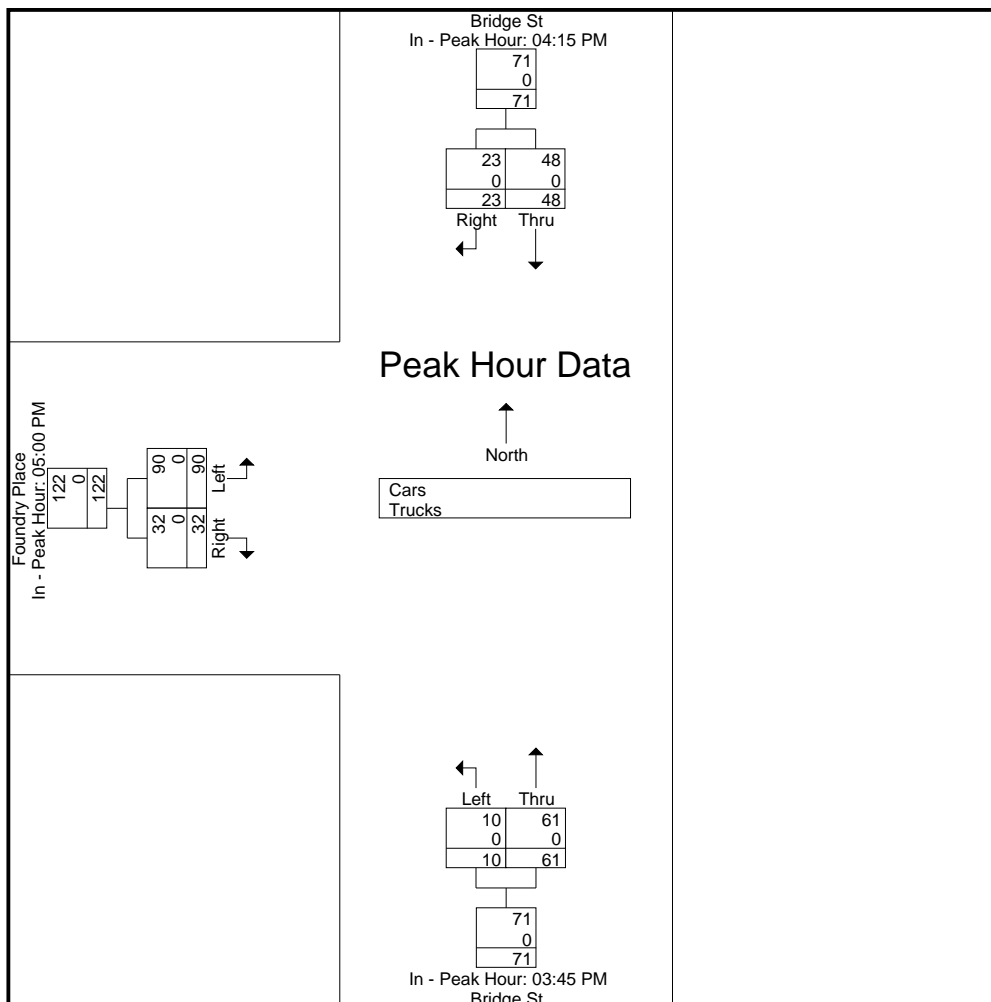 Bridge St
In - Peak Hour: 04:15 PM
71
0
71
23 48
0 0
23 48
Right Thru
Peak Hour Data
North
Cars
Trucks
Foundry Place
In - Peak Hour: 05:00 PM
122
0
122
90
0
90
Left
32
0
32
Right
Left Thru
10 61
0 0
10 61
71
0
71
In - Peak Hour: 03:45 PM
Bridge St